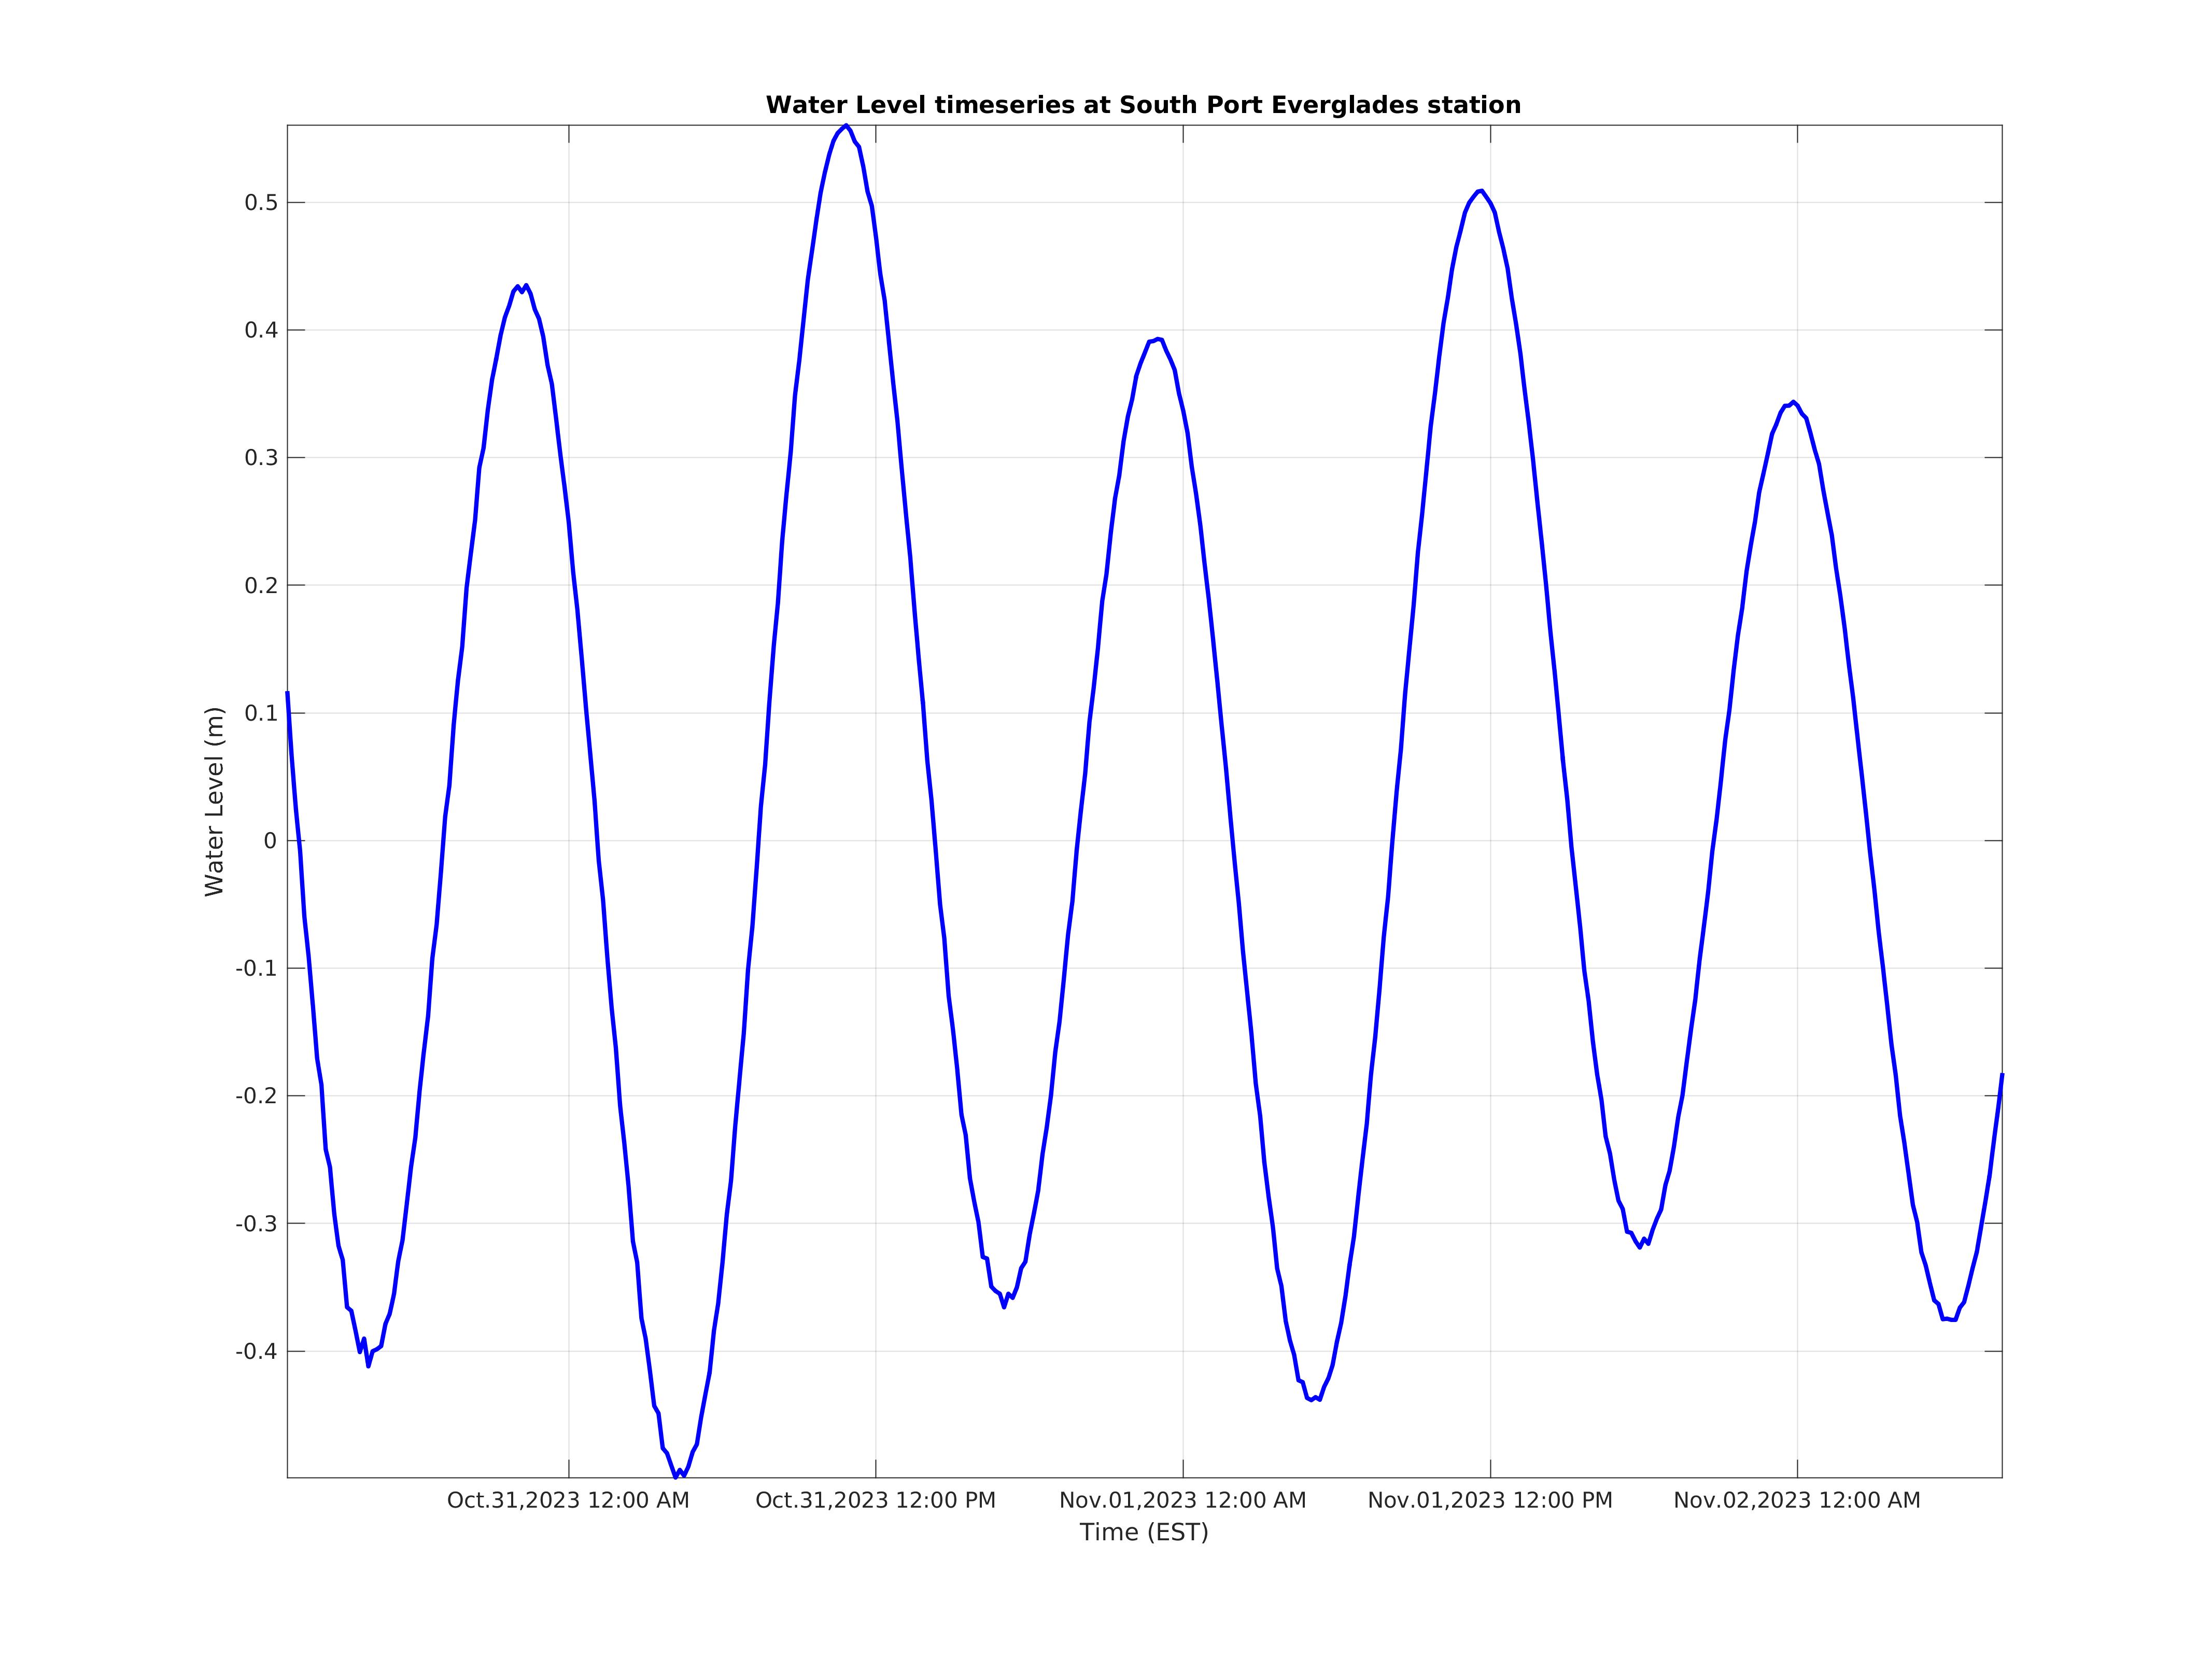 Water Level timeseries at South Port Everglades station
0.5
0.4
0.3
0.2
0.1
0
-0.1
-0.2
-0.3
-0.4
Water Level (m)
Oct.31,2023 12:00 AM Oct.31,2023 12:00 PM Nov.01,2023 12:00 AM Nov.01,2023 12:00 PM Nov.02,2023 12:00 AM
Time (EST)